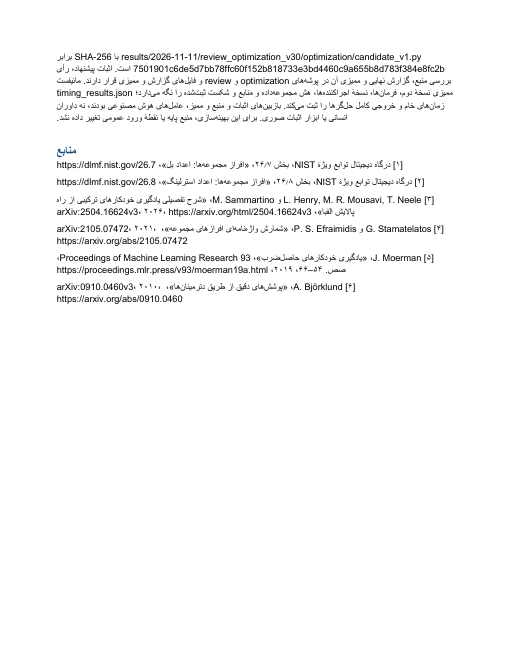 results/2026-11-11/review_optimization_v30/optimization/candidate_v1.py با SHA-256 برابر
7501901c6de5d7bb78ffc60f152b818733e3bd4460c9a655b8d783f384e8fc2b است. اثبات پیشنهاد، رأی
بررسی منبع، گزارش نهایی و ممیزی آن در پوشه‌های optimization و review و فایل‌های گزارش و ممیزی قرار دارند. مانیفست
ممیزی نسخهٔ دوم، فرمان‌ها، نسخهٔ اجراکننده‌ها، هش مجموعه‌داده و منابع و شکست ثبت‌شده را نگه می‌دارد؛ timing_results.json
زمان‌های خام و خروجی کامل حل‌گرها را ثبت می‌کند. بازبین‌های اثبات و منبع و ممیز، عامل‌های هوش مصنوعی بودند، نه داوران
انسانی یا ابزار اثبات صوری. برای این بهینه‌سازی، منبع پایه یا نقطهٔ ورود عمومی تغییر داده نشد.
منابع
[۱] درگاه دیجیتال توابع ویژهٔ NIST، بخش ۲۶٫۷، «افراز مجموعه‌ها: اعداد بل»، https://dlmf.nist.gov/26.7
[۲] درگاه دیجیتال توابع ویژهٔ NIST، بخش ۲۶٫۸، «افراز مجموعه‌ها: اعداد استرلینگ»، https://dlmf.nist.gov/26.8
[۳] L. Henry, M. R. Mousavi, T. Neele و M. Sammartino، «شرح تفصیلی یادگیری خودکارهای ترکیبی از راه
پالایش الفبا»، arXiv:2504.16624v3، ۲۰۲۶، https://arxiv.org/html/2504.16624v3
[۴] G. Stamatelatos و P. S. Efraimidis، «شمارش واژه‌نامه‌ای افرازهای مجموعه»، ۲۰۲۱، arXiv:2105.07472،
https://arxiv.org/abs/2105.07472
[۵] J. Moerman، «یادگیری خودکارهای حاصل‌ضرب»، Proceedings of Machine Learning Research 93،
صص. ۵۴–۶۶، ۲۰۱۹، https://proceedings.mlr.press/v93/moerman19a.html
[۶] A. Björklund، «پوشش‌های دقیق از طریق دترمینان‌ها»، ۲۰۱۰، arXiv:0910.0460v3،
https://arxiv.org/abs/0910.0460